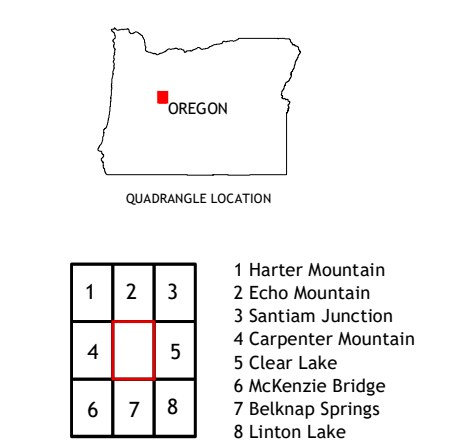 OREGON
QUADRANGLE LOCATION
1 2 3
4 5
6 7 8
1 Harter Mountain
2 Echo Mountain
3 Santiam Junction
4 Carpenter Mountain
5 Clear Lake
6 McKenzie Bridge
7 Belknap Springs
8 Linton Lake